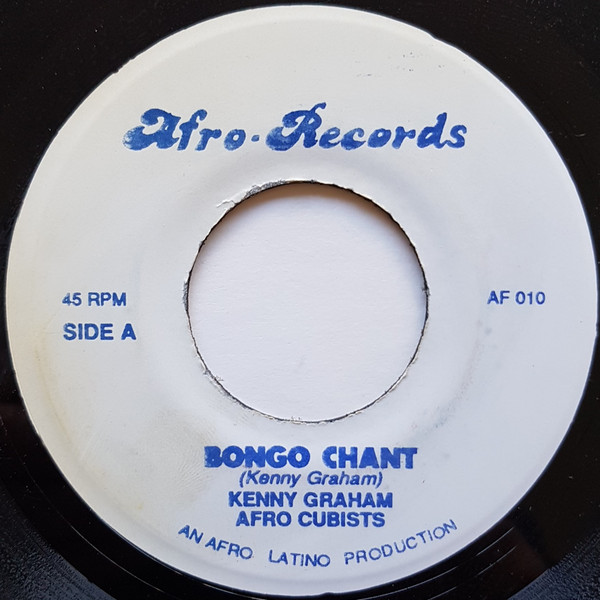 Afro-Records
45 RPM
AF 010
SIDE A
BONGO CHANT
(Kenny Graham)
KENNY GRAHAM
AFRO CUBISTS
AN AFRO LATINO PRODUCTION